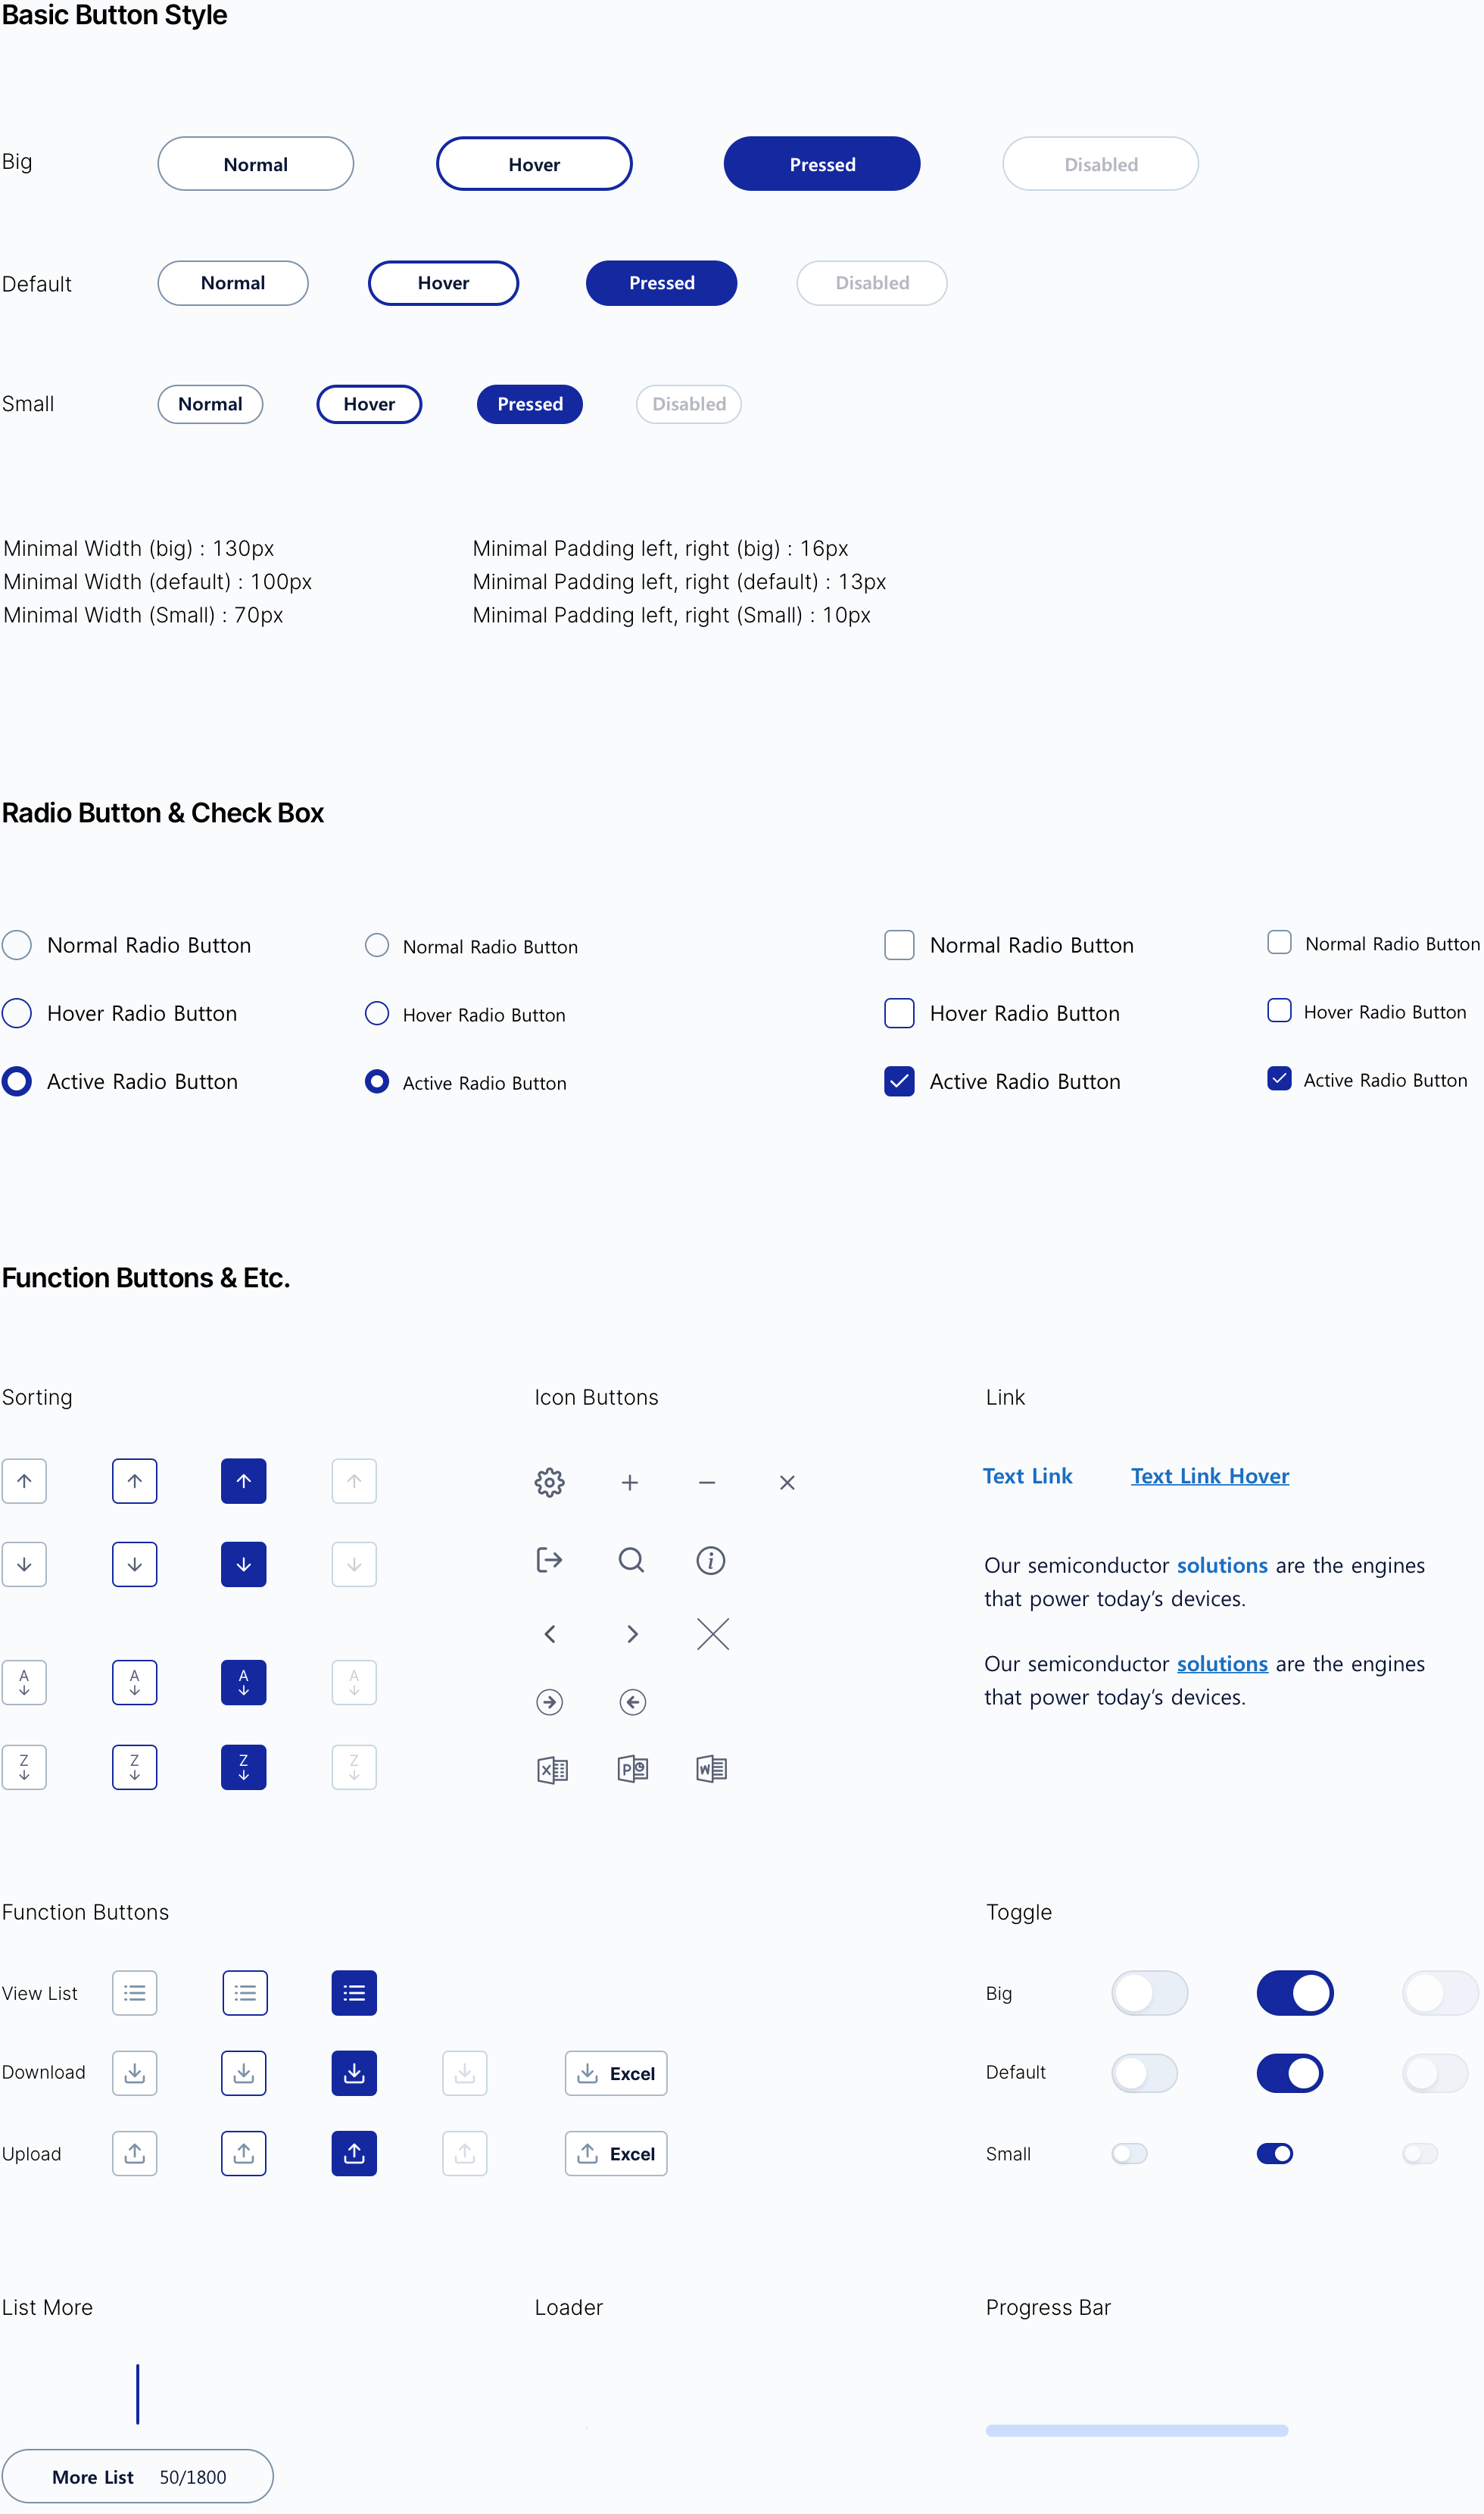 Basic Button Style
Big
Normal
Hover
Pressed
Disabled
Default
Normal
Hover
Pressed
Disabled
Small
Normal
Hover
Pressed
Disabled
Minimal Width (big) : 130px
Minimal Width (default) : 100px
Minimal Width (Small) : 70px
Minimal Padding left, right (big) : 16px
Minimal Padding left, right (default) : 13px
Minimal Padding left, right (Small) : 10px
Radio Button & Check Box
Normal Radio Button
Normal Radio Button
Normal Radio Button
Normal Radio Button
Hover Radio Button
Hover Radio Button
Hover Radio Button
Hover Radio Button
Active Radio Button
Active Radio Button
Active Radio Button
Active Radio Button
Function Buttons & Etc.
Sorting
A
A
A
A
Z
Z
Z
Z
Icon Buttons
i
X
P
W
Link
Text Link
Text Link Hover
Our semiconductor solutions are the engines
that power today’s devices.
Our semiconductor solutions are the engines
that power today’s devices.
Function Buttons
View List
Download
Excel
Upload
Excel
Toggle
Big
Default
Small
List More
More List 50/1800
Loader
Progress Bar